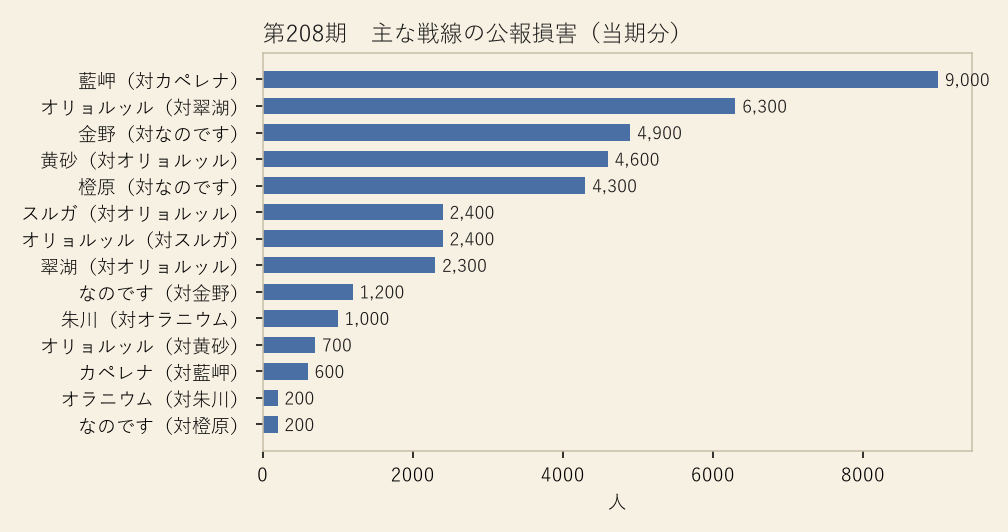 第208期　主な戦線の公報損害（当期分）
藍岬（対カペレナ） 9,000
オリョルッル（対翠湖） 6,300
金野（対なのです） 4,900
黄砂（対オリョルッル） 4,600
橙原（対なのです） 4,300
スルガ（対オリョルッル） 2,400
オリョルッル（対スルガ） 2,400
翠湖（対オリョルッル） 2,300
なのです（対金野） 1,200
朱川（対オラニウム） 1,000
オリョルッル（対黄砂） 700
カペレナ（対藍岬） 600
オラニウム（対朱川） 200
なのです（対橙原） 200
0 2000 4000 6000 8000
人